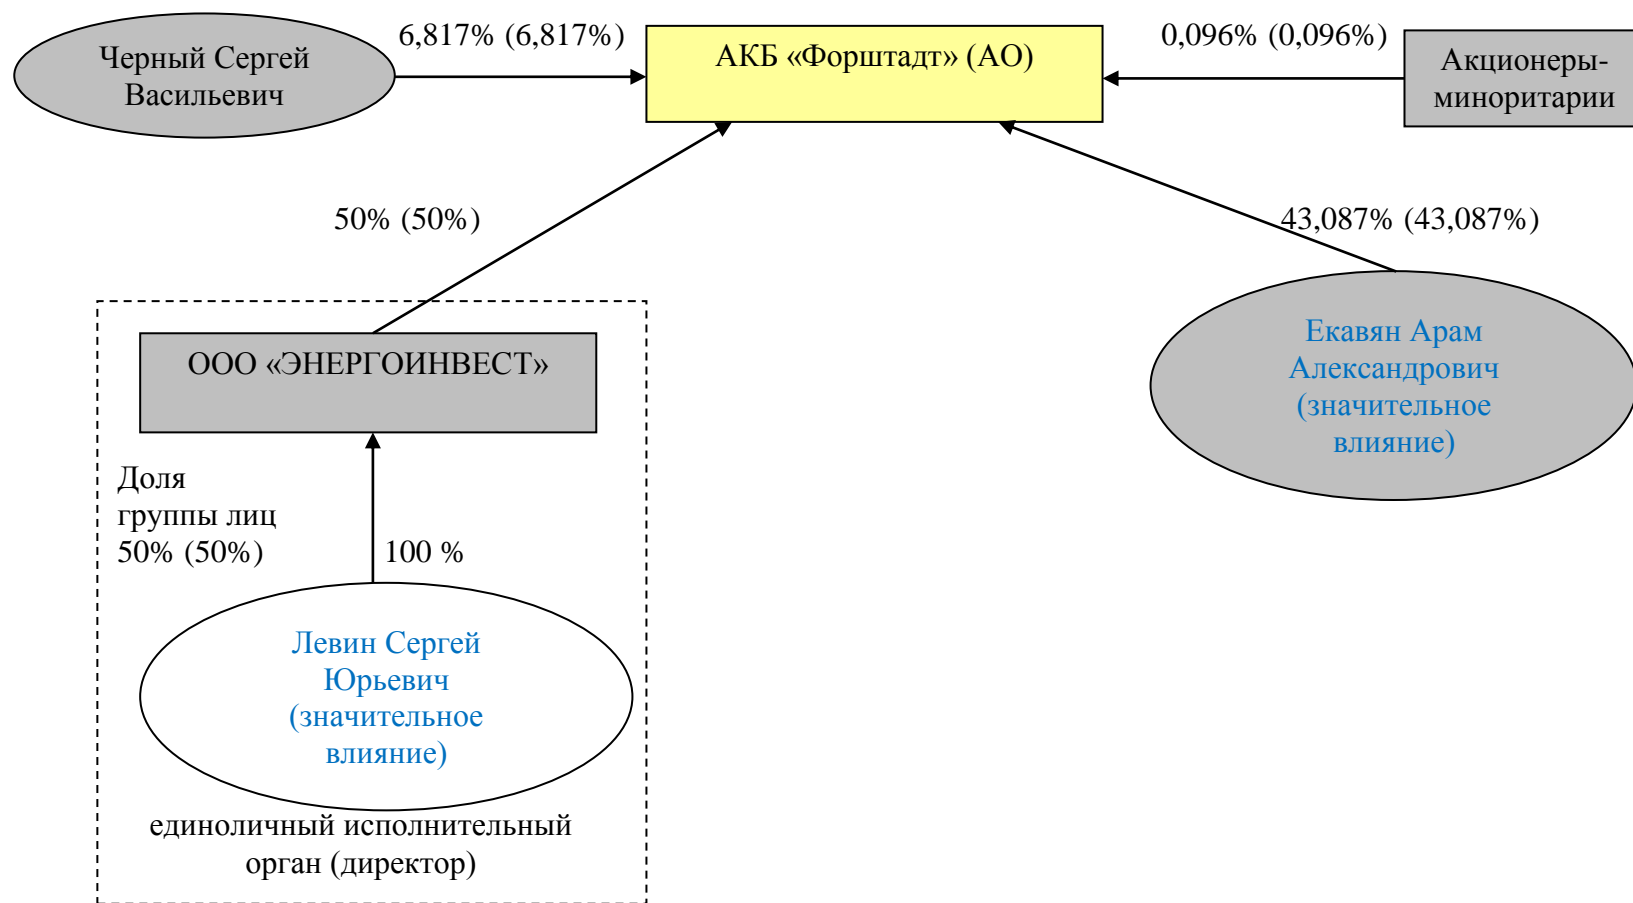 Черный Сергей
Васильевич
6,817% (6,817%)
АКБ «Форштадт» (АО)
0,096% (0,096%)
Акционеры-
миноритарии
50% (50%)
43,087% (43,087%)
ООО «ЭНЕРГОИНВЕСТ»
Екавян Арам
Александрович
(значительное
влияние)
Доля
группы лиц
50% (50%)
100 %
Левин Сергей
Юрьевич
(значительное
влияние)
единоличный исполнительный
орган (директор)